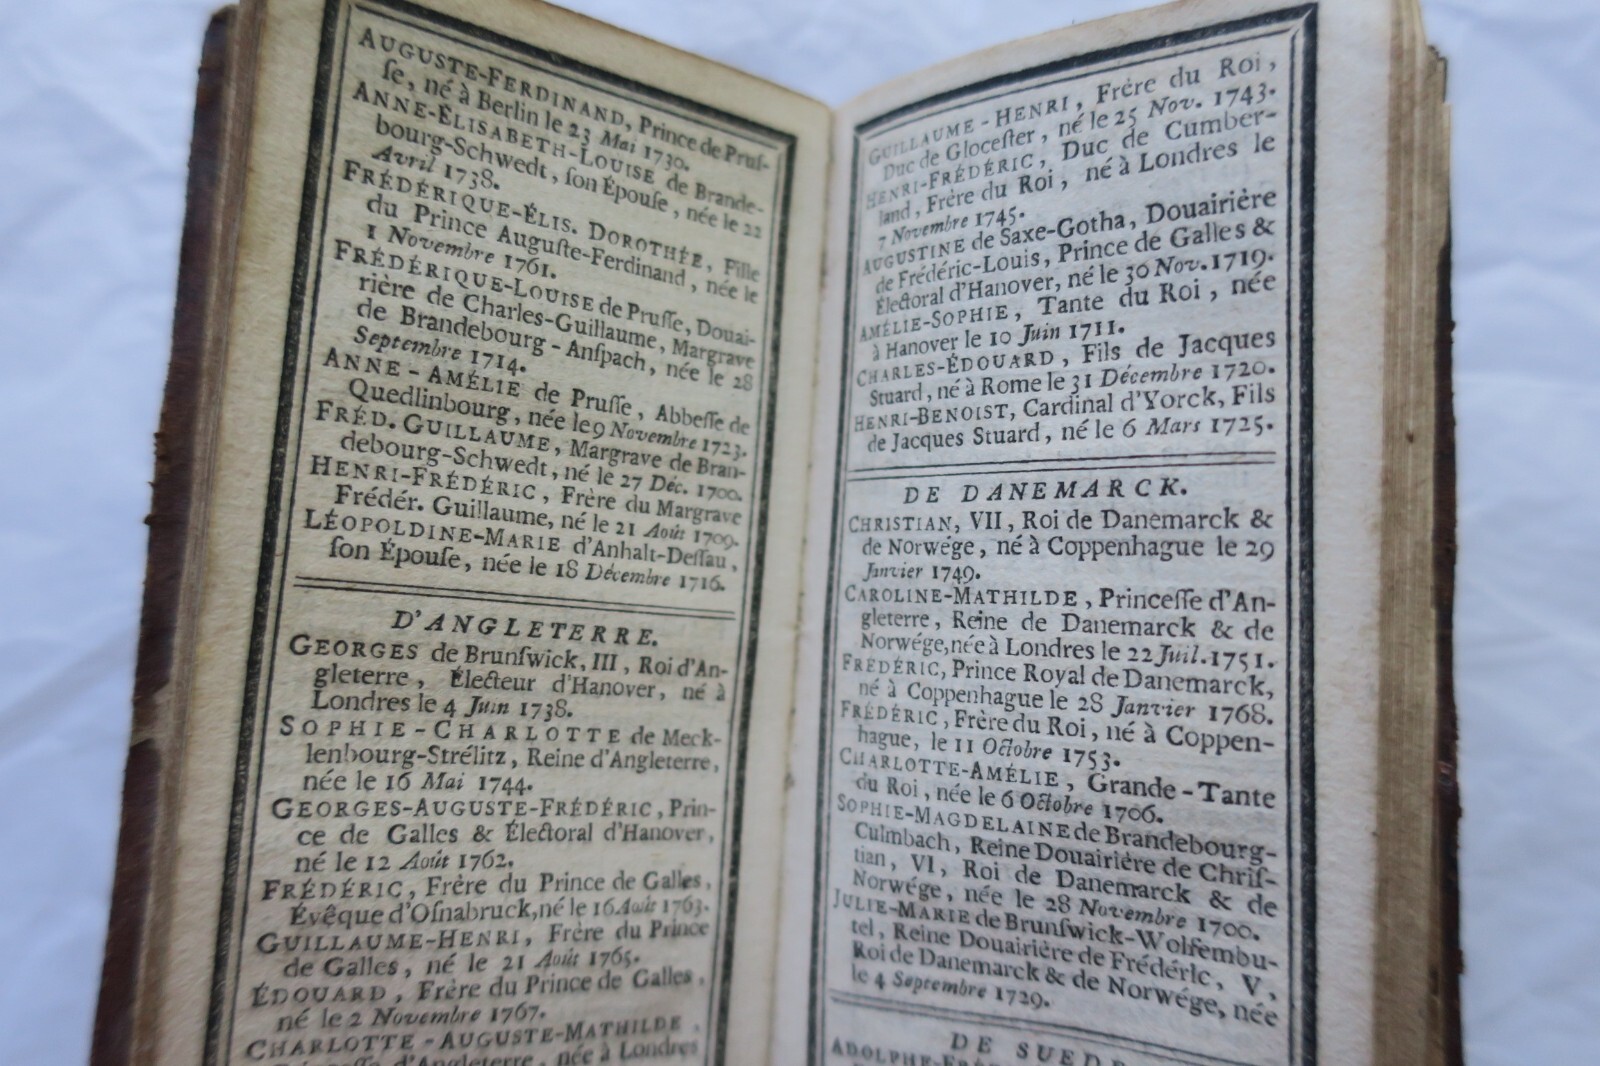 AUGUSTE-FERDINAND, Prince de Pruſ-
ſe, né à Berlin le 23 Mai 1730.
ANNE-ÉLISABETH-LOUISE de Brande-
bourg-Schwedt, ſon Épouſe, née le 22
Avril 1738.
FRÉDÉRIQUE-ÉLIS. DOROTHÉE, Fille
du Prince Auguſte-Ferdinand, née le
1 Novembre 1761.
FRÉDÉRIQUE-LOUISE de Pruſſe, Douai-
rière de Charles-Guillaume, Margrave
de Brandebourg-Anſpach, née le 28
Septembre 1714.
ANNE-AMÉLIE de Pruſſe, Abbeſſe de
Quedlinbourg, née le 9 Novembre 1723.
FRÉD. GUILLAUME, Margrave de Bran-
debourg-Schwedt, né le 27 Déc. 1700.
HENRI-FRÉDÉRIC, Frère du Margrave
Frédér. Guillaume, né le 21 Août 1709.
LÉOPOLDINE-MARIE d'Anhalt-Deſſau,
ſon Épouſe, née le 18 Décembre 1716.
D'ANGLETERRE.
GEORGES de Brunſwick, III, Roi d'An-
gleterre, Électeur d'Hanover, né à
Londres le 4 Juin 1738.
SOPHIE-CHARLOTTE de Meck-
lenbourg-Strélitz, Reine d'Angleterre,
née le 16 Mai 1744.
GEORGES-AUGUSTE-FRÉDÉRIC, Prin-
ce de Galles & Électoral d'Hanover,
né le 12 Août 1762.
FRÉDÉRIC, Frère du Prince de Galles,
Évêque d'Oſnabruck, né le 16 Août 1763.
GUILLAUME-HENRI, Frère du Prince
de Galles, né le 21 Août 1765.
ÉDOUARD, Frère du Prince de Galles,
né le 2 Novembre 1767.
CHARLOTTE-AUGUSTE-MATHILDE,
d'Angleterre, née à Londres
GUILLAUME-HENRI, Frère du Roi,
Duc de Gloceſter, né le 25 Nov. 1743.
HENRI-FRÉDÉRIC, Duc de Cumber-
land, Frère du Roi, né à Londres le
7 Novembre 1745.
AUGUSTINE de Saxe-Gotha, Douairière
de Frédéric-Louis, Prince de Galles &
Électoral d'Hanover, né le 30 Nov. 1719.
AMÉLIE-SOPHIE, Tante du Roi, née
à Hanover le 10 Juin 1711.
CHARLES-ÉDOUARD, Fils de Jacques
Stuard, né à Rome le 31 Décembre 1720.
HENRI-BENOIST, Cardinal d'Yorck, Fils
de Jacques Stuard, né le 6 Mars 1725.
DE DANEMARCK.
CHRISTIAN, VII, Roi de Danemarck &
de Norwége, né à Coppenhague le 29
Janvier 1749.
CAROLINE-MATHILDE, Princeſſe d'An-
gleterre, Reine de Danemarck & de
Norwége, née à Londres le 22 Juil. 1751.
FRÉDÉRIC, Prince Royal de Danemarck,
né à Coppenhague le 28 Janvier 1768.
FRÉDÉRIC, Frère du Roi, né à Coppen-
hague, le 11 Octobre 1753.
CHARLOTTE-AMÉLIE, Grande-Tante
du Roi, née le 6 Octobre 1706.
SOPHIE-MAGDELAINE de Brandebourg-
Culmbach, Reine Douairière de Chriſ-
tian, VI, Roi de Danemarck & de
Norwége, née le 28 Novembre 1700.
JULIE-MARIE de Brunſwick-Wolfembu-
tel, Reine Douairière de Fréderic, V,
Roi de Danemarck & de Norwége, née
le 4 Septembre 1729.
DE SUEDE